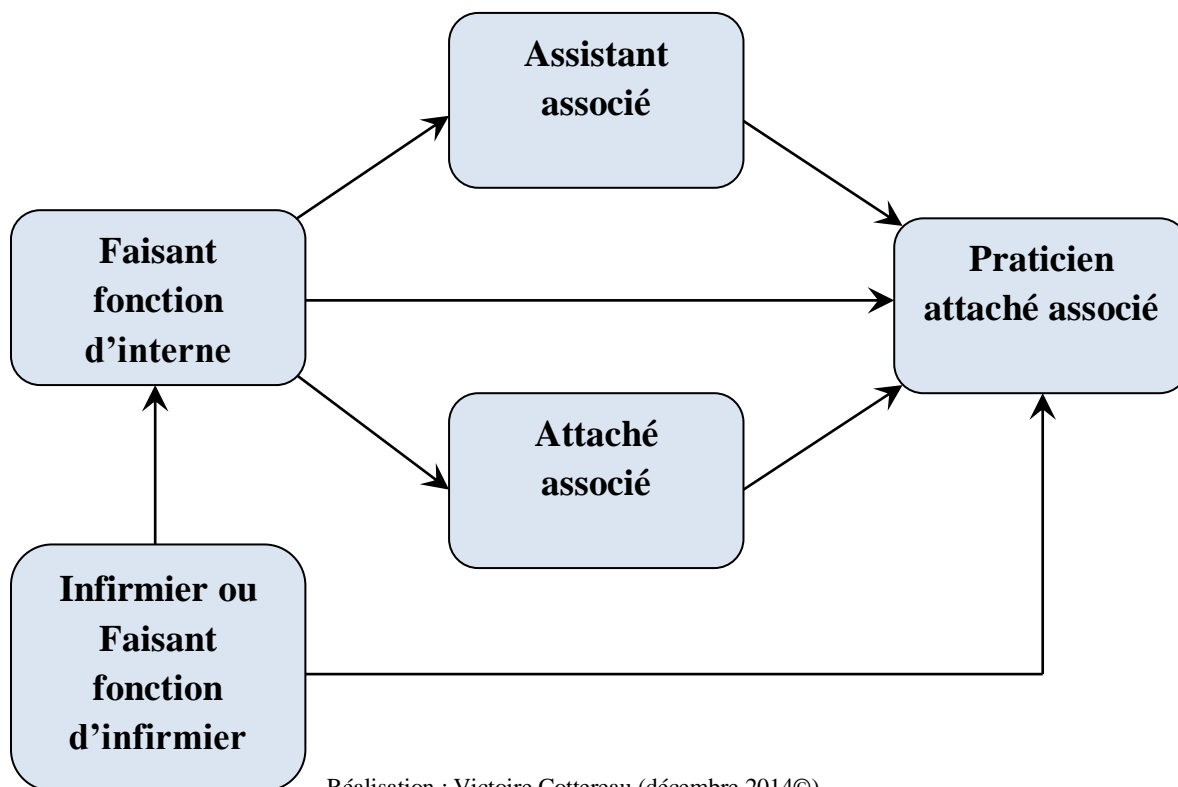 Assistant
associé
Faisant
fonction
d’interne
Praticien
attaché associé
Attaché
associé
Infirmier ou
Faisant
fonction
d’infirmier
Réalisation : Victoire Cottereau (décembre 2014©)